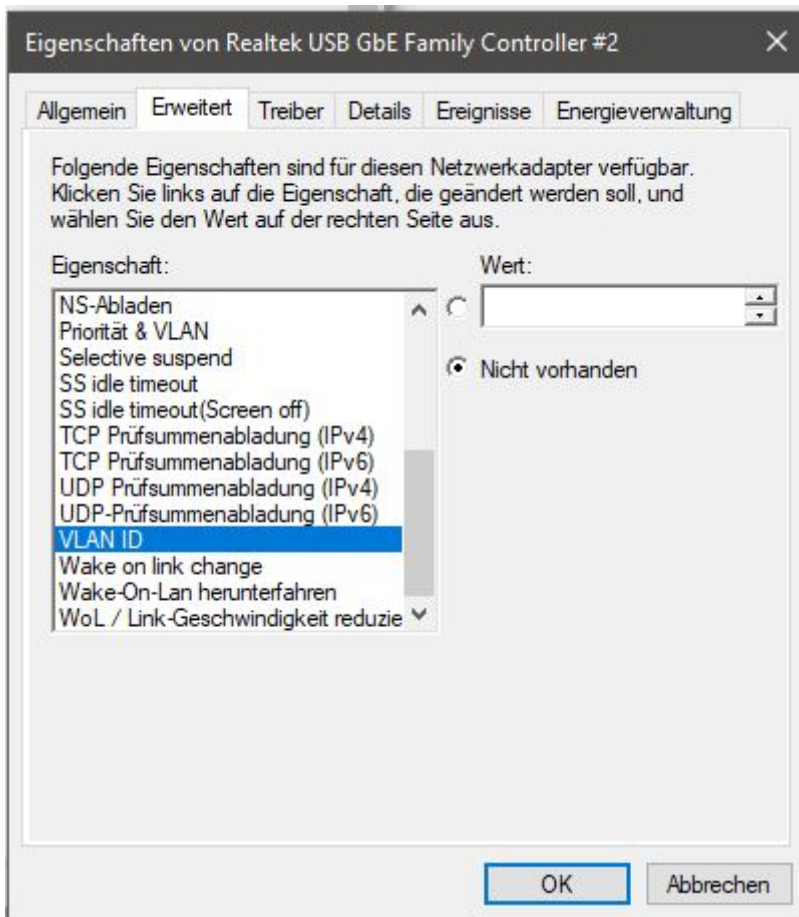 Eigenschaften von Realtek USB GbE Family Controller #2
Allgemein Erweitert Treiber Details Ereignisse Energieverwaltung
Folgende Eigenschaften sind für diesen Netzwerkadapter verfügbar.
Klicken Sie links auf die Eigenschaft, die geändert werden soll, und
wählen Sie den Wert auf der rechten Seite aus.
Eigenschaft:
NS-Abladen
Priorität & VLAN
Selective suspend
SS idle timeout
SS idle timeout(Screen off)
TCP Prüfsummenabladung (IPv4)
TCP Prüfsummenabladung (IPv6)
UDP Prüfsummenabladung (IPv4)
UDP-Prüfsummenabladung (IPv6)
VLAN ID
Wake on link change
Wake-On-Lan herunterfahren
WoL / Link-Geschwindigkeit reduzie
Wert:
Nicht vorhanden
OK Abbrechen